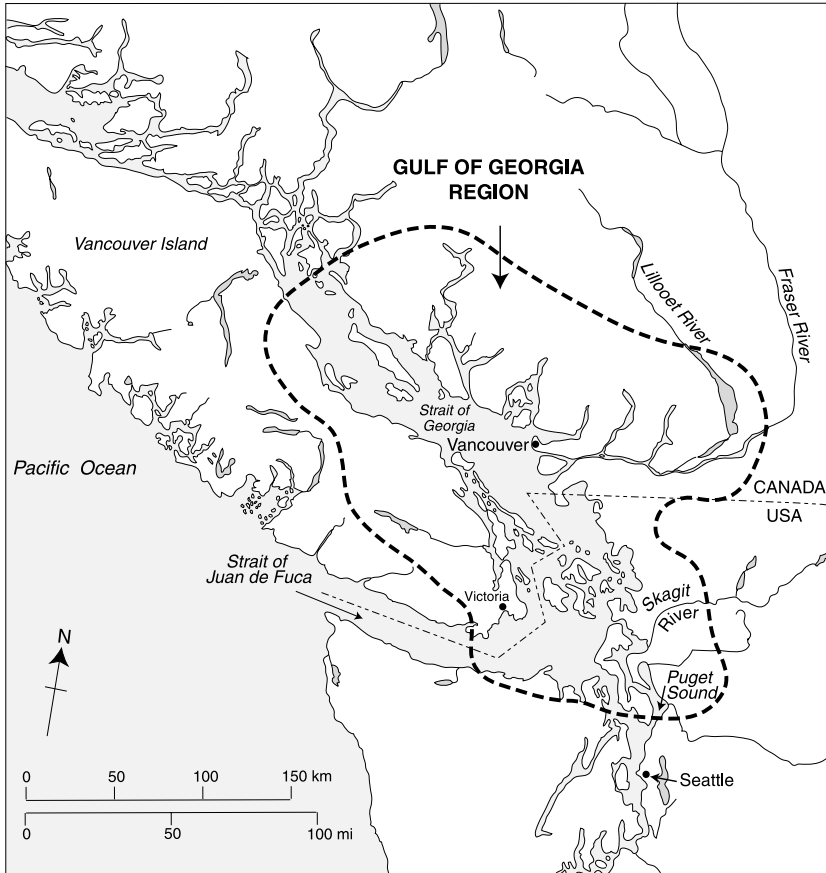 GULF OF GEORGIA
REGION
Vancouver Island
Lillooet River
Fraser River
Strait of
Georgia
Vancouver
Pacific Ocean
CANADA
USA
Strait of
Juan de Fuca
Victoria
Skagit
River
N
Puget
Sound
0 50 100 150 km
0 50 100 mi
Seattle